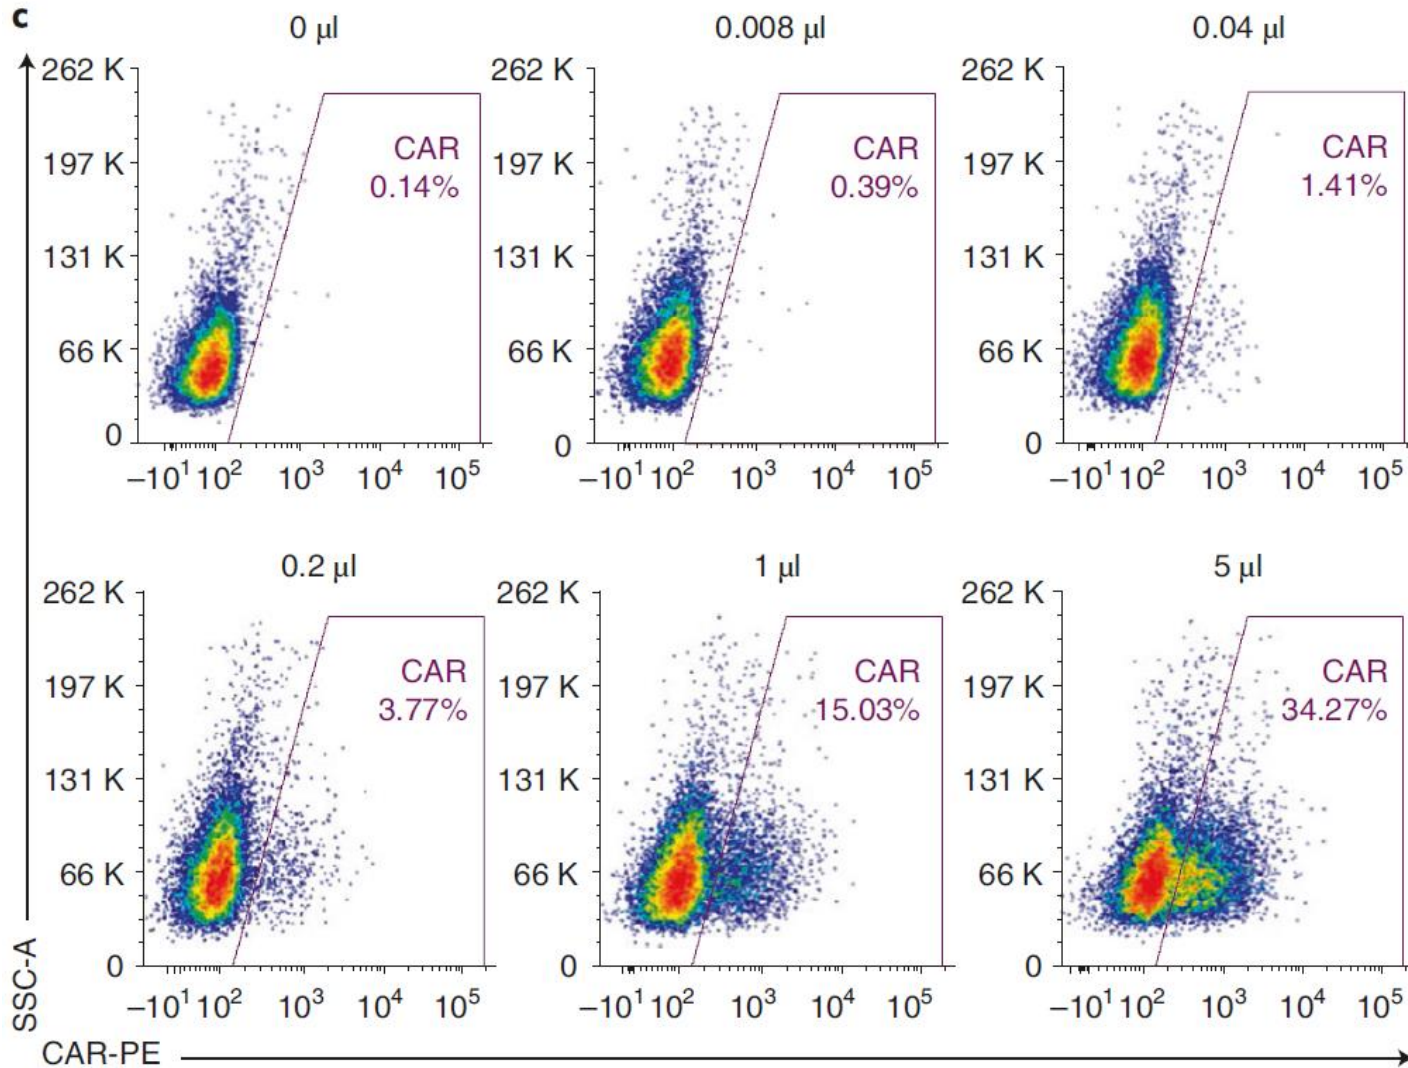 c
0 µl
262 K
197 K
131 K
66 K
0
CAR
0.14%
–10¹ 10² 10³ 10⁴ 10⁵
0.008 µl
262 K
197 K
131 K
66 K
0
CAR
0.39%
–10¹ 10² 10³ 10⁴ 10⁵
0.04 µl
262 K
197 K
131 K
66 K
0
CAR
1.41%
–10¹ 10² 10³ 10⁴ 10⁵
0.2 µl
262 K
197 K
131 K
66 K
0
CAR
3.77%
–10¹ 10² 10³ 10⁴ 10⁵
1 µl
262 K
197 K
131 K
66 K
0
CAR
15.03%
–10¹ 10² 10³ 10⁴ 10⁵
5 µl
262 K
197 K
131 K
66 K
0
CAR
34.27%
–10¹ 10² 10³ 10⁴ 10⁵
SSC-A
CAR-PE